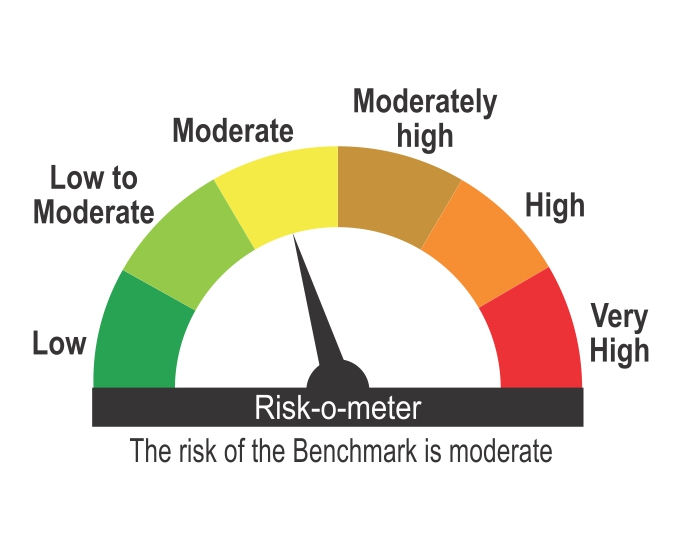 Moderately
high
Moderate
Low to
Moderate
High
Low
Very
High
Risk-o-meter
The risk of the Benchmark is moderate